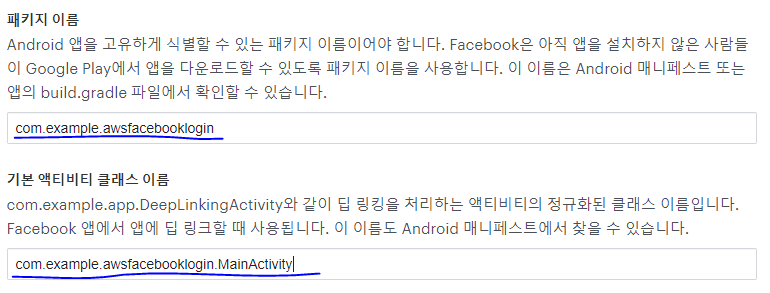 패키지 이름
Android 앱을 고유하게 식별할 수 있는 패키지 이름이어야 합니다. Facebook은 아직 앱을 설치하지 않은 사람들
이 Google Play에서 앱을 다운로드할 수 있도록 패키지 이름을 사용합니다. 이 이름은 Android 매니페스트 또는
앱의 build.gradle 파일에서 확인할 수 있습니다.
com.example.awsfacebooklogin
기본 액티비티 클래스 이름
com.example.app.DeepLinkingActivity와 같이 딥 링킹을 처리하는 액티비티의 정규화된 클래스 이름입니다.
Facebook 앱에서 앱에 딥 링크할 때 사용됩니다. 이 이름도 Android 매니페스트에서 찾을 수 있습니다.
com.example.awsfacebooklogin.MainActivity